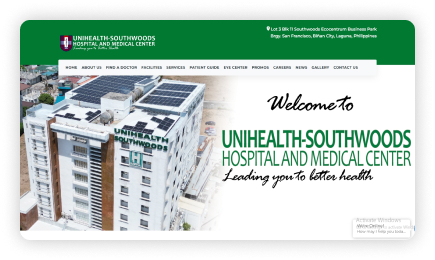 Lot 3 Blk 11 Southwoods Ecocentrum Business Park
Brgy. San Francisco, Biñan City, Laguna, Philippines
UNIHEALTH-SOUTHWOODS
HOSPITAL AND MEDICAL CENTER
Leading you to better health
HOME ABOUT US FIND A DOCTOR FACILITIES SERVICES PATIENT GUIDE EYE CENTER PROMOS CAREERS NEWS GALLERY CONTACT US
Welcome to
UNIHEALTH-SOUTHWOODS
HOSPITAL AND MEDICAL CENTER
Leading you to better health
UNIHEALTH
SOUTHWOODS
Activate Windows